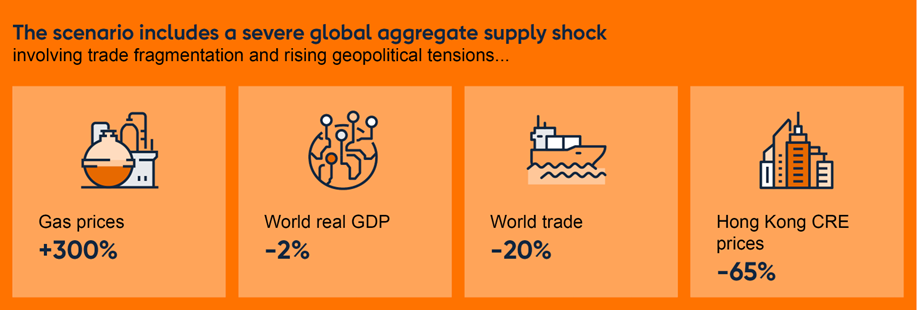 The scenario includes a severe global aggregate supply shock
involving trade fragmentation and rising geopolitical tensions...
Gas prices
+300%
World real GDP
-2%
World trade
-20%
Hong Kong CRE
prices
-65%